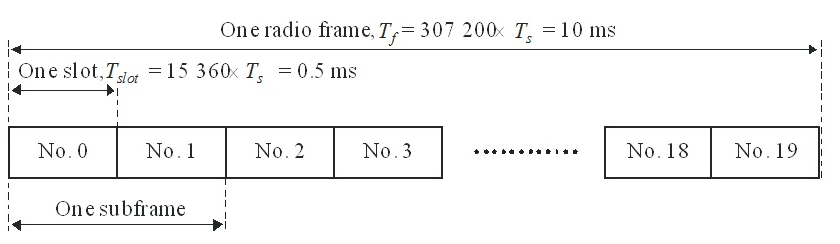 One radio frame, T_f = 307 200× T_s = 10 ms
One slot, T_slot = 15 360× T_s = 0.5 ms
No. 0 No. 1 No. 2 No. 3 ............ No. 18 No. 19
One subframe